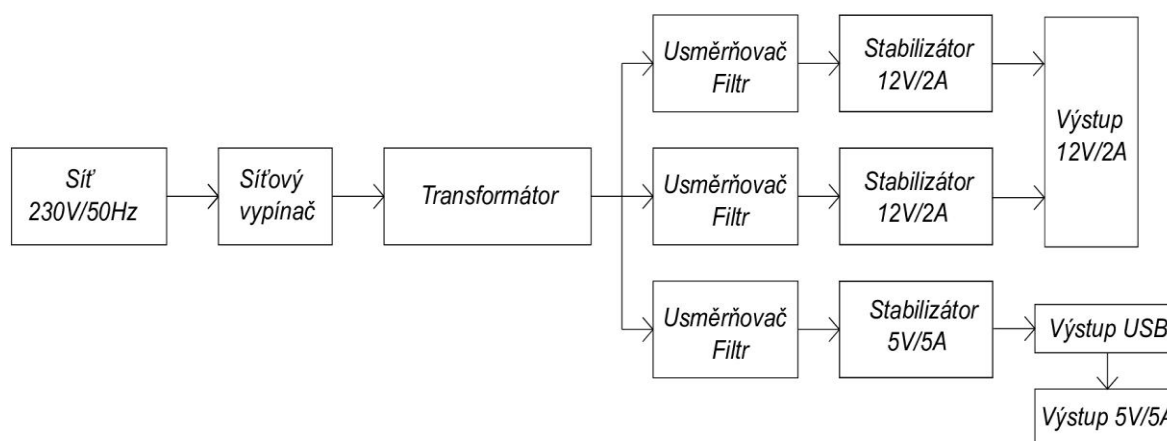 Síť
230V/50Hz
Síťový
vypínač
Transformátor
Usměrňovač
Filtr
Stabilizátor
12V/2A
Usměrňovač
Filtr
Stabilizátor
12V/2A
Výstup
12V/2A
Usměrňovač
Filtr
Stabilizátor
5V/5A
Výstup USB
Výstup 5V/5A